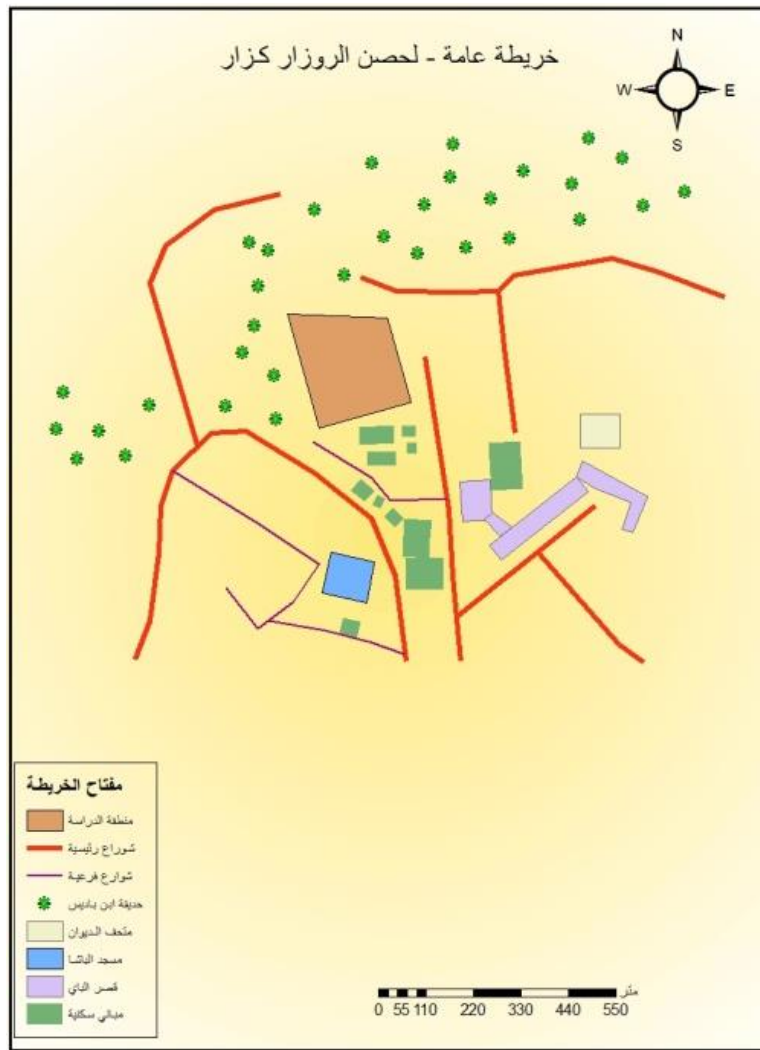 خريطة عامة - لحصن الروزار كزار
N
W E
S
مفتاح الخريطة
منطقة الدراسة
شوراع رئيسية
شوارع فرعية
حديقة ابن باديس
متحف الديوان
مسجد الباشا
قصر الباي
مباني سكنية
متر
0 55 110 220 330 440 550